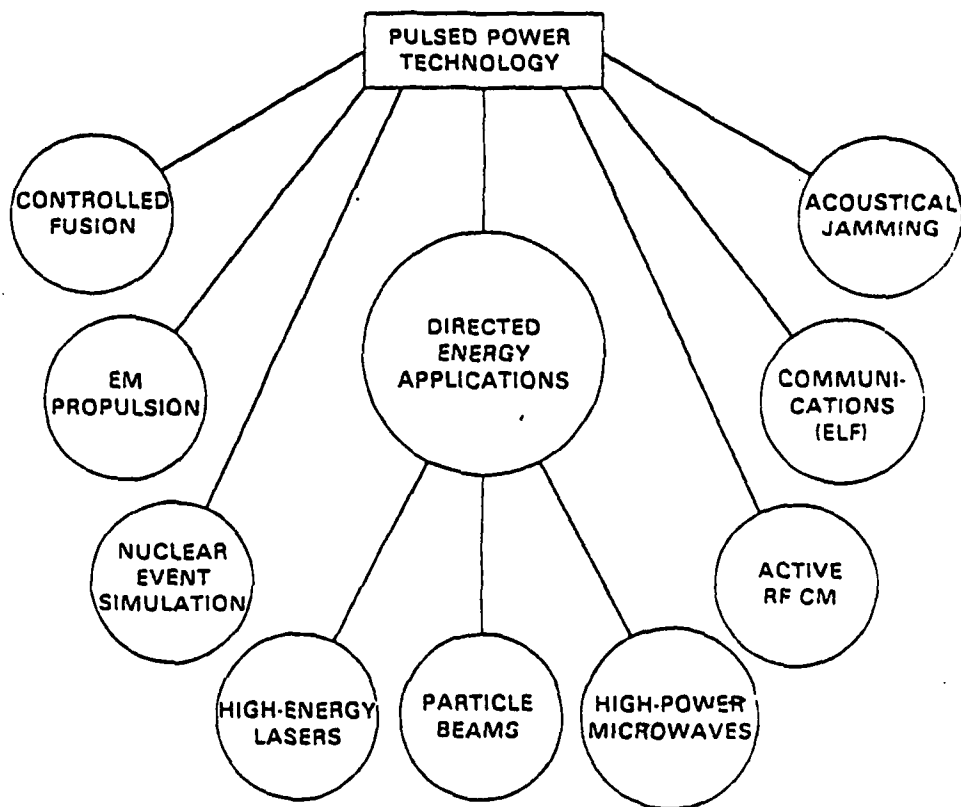 PULSED POWER
TECHNOLOGY
CONTROLLED
FUSION
ACOUSTICAL
JAMMING
DIRECTED
ENERGY
APPLICATIONS
EM
PROPULSION
COMMUNI-
CATIONS
(ELF)
NUCLEAR
EVENT
SIMULATION
ACTIVE
RF CM
HIGH-ENERGY
LASERS
PARTICLE
BEAMS
HIGH-POWER
MICROWAVES